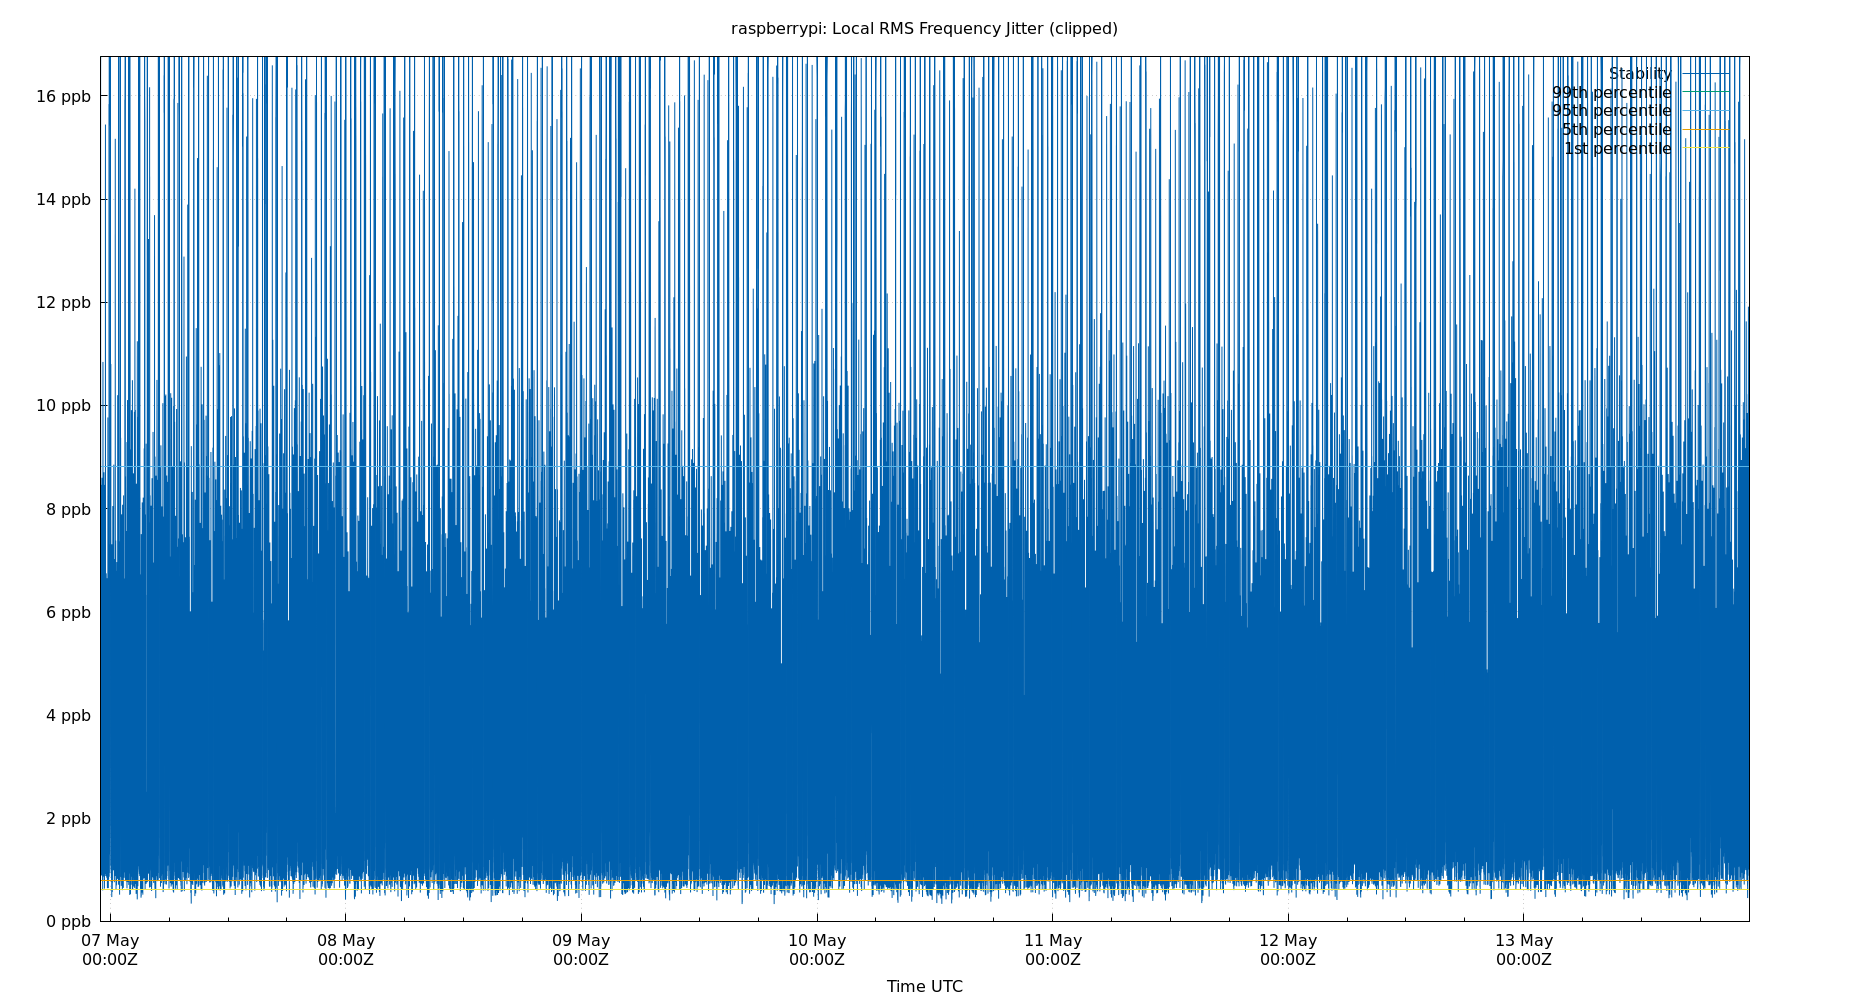 raspberrypi: Local RMS Frequency Jitter (clipped)
Stability
99th percentile
95th percentile
5th percentile
1st percentile
16 ppb
14 ppb
12 ppb
10 ppb
8 ppb
6 ppb
4 ppb
2 ppb
0 ppb
07 May 08 May 09 May 10 May 11 May 12 May 13 May
00:00Z 00:00Z 00:00Z 00:00Z 00:00Z 00:00Z 00:00Z
Time UTC